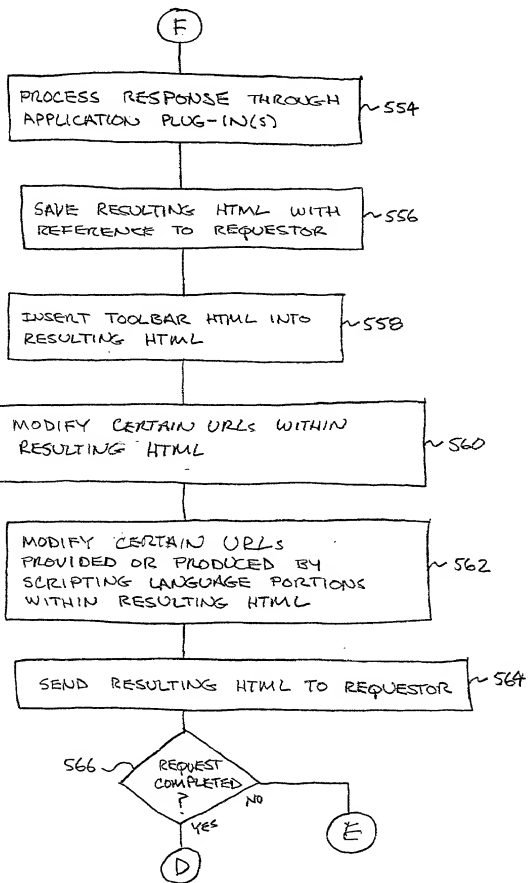 F
PROCESS RESPONSE THROUGH
APPLICATION PLUG-IN(S)
554
SAVE RESULTING HTML WITH
REFERENCE TO REQUESTOR
556
INSERT TOOLBAR HTML INTO
RESULTING HTML
558
MODIFY CERTAIN URLs WITHIN
RESULTING HTML
560
MODIFY CERTAIN URLs
PROVIDED OR PRODUCED BY
SCRIPTING LANGUAGE PORTIONS
WITHIN RESULTING HTML
562
SEND RESULTING HTML TO REQUESTOR
564
566
REQUEST
COMPLETED
?
NO
YES
E
D